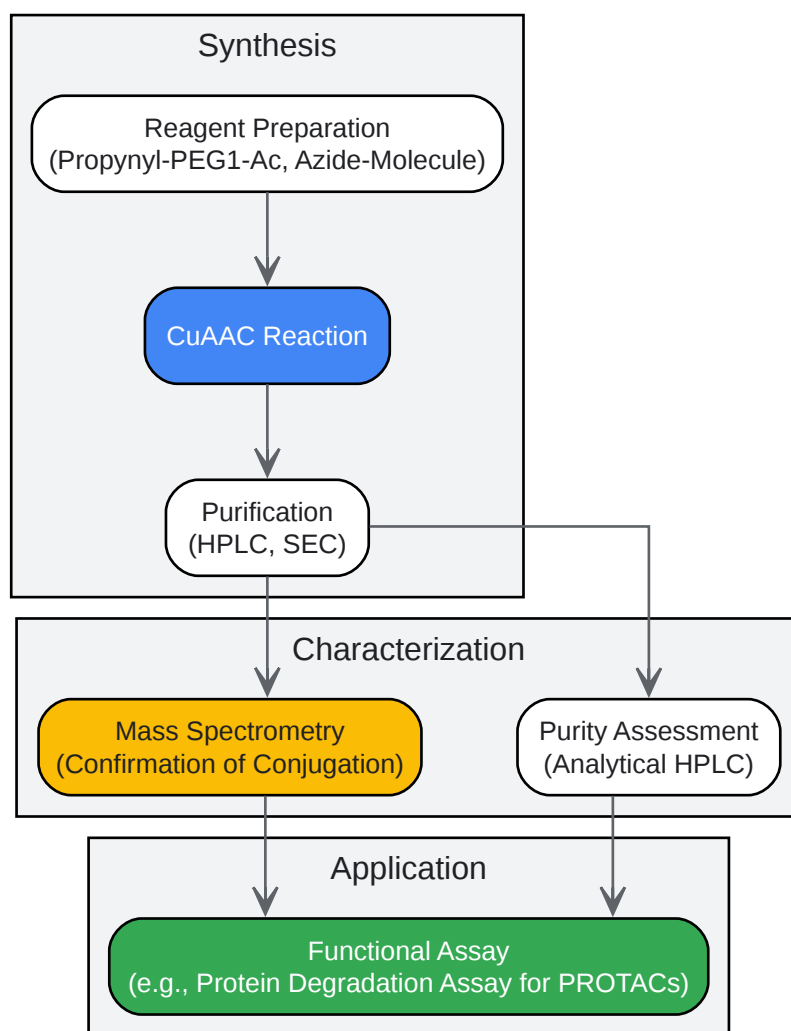 Synthesis
Reagent Preparation
(Propynyl-PEG1-Ac, Azide-Molecule)
CuAAC Reaction
Purification
(HPLC, SEC)
Characterization
Mass Spectrometry
(Confirmation of Conjugation)
Purity Assessment
(Analytical HPLC)
Application
Functional Assay
(e.g., Protein Degradation Assay for PROTACs)